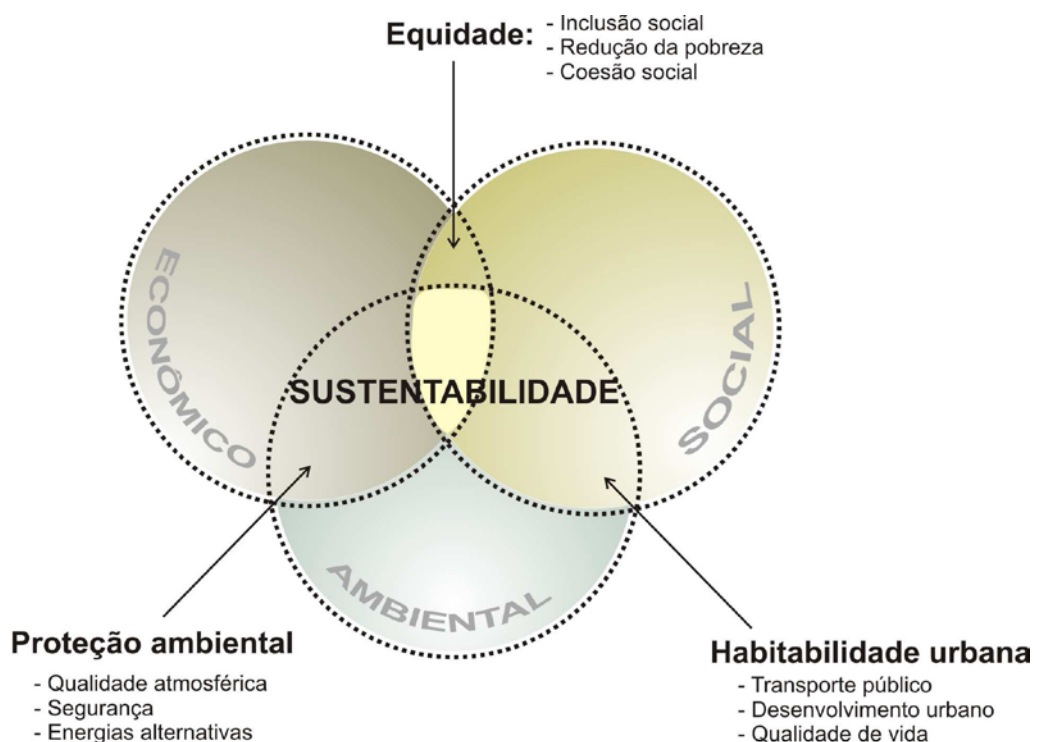 Equidade:
- Inclusão social
- Redução da pobreza
- Coesão social
ECONÔMICO
SOCIAL
SUSTENTABILIDADE
AMBIENTAL
Proteção ambiental
- Qualidade atmosférica
- Segurança
- Energias alternativas
Habitabilidade urbana
- Transporte público
- Desenvolvimento urbano
- Qualidade de vida